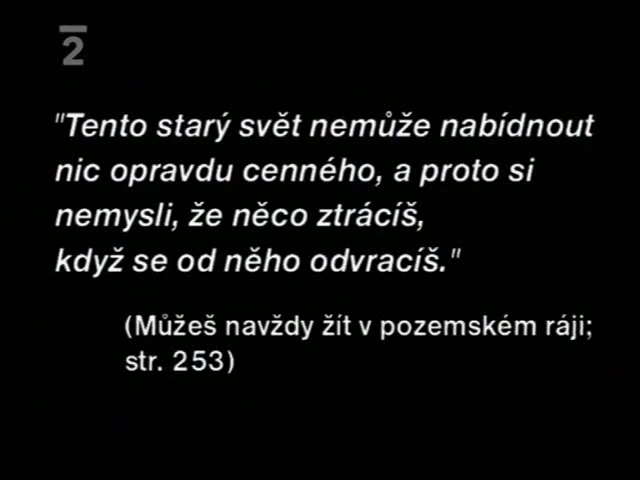 2
"Tento starý svět nemůže nabídnout
nic opravdu cenného, a proto si
nemysli, že něco ztrácíš,
když se od něho odvracíš."
(Můžeš navždy žít v pozemském ráji;
str. 253)